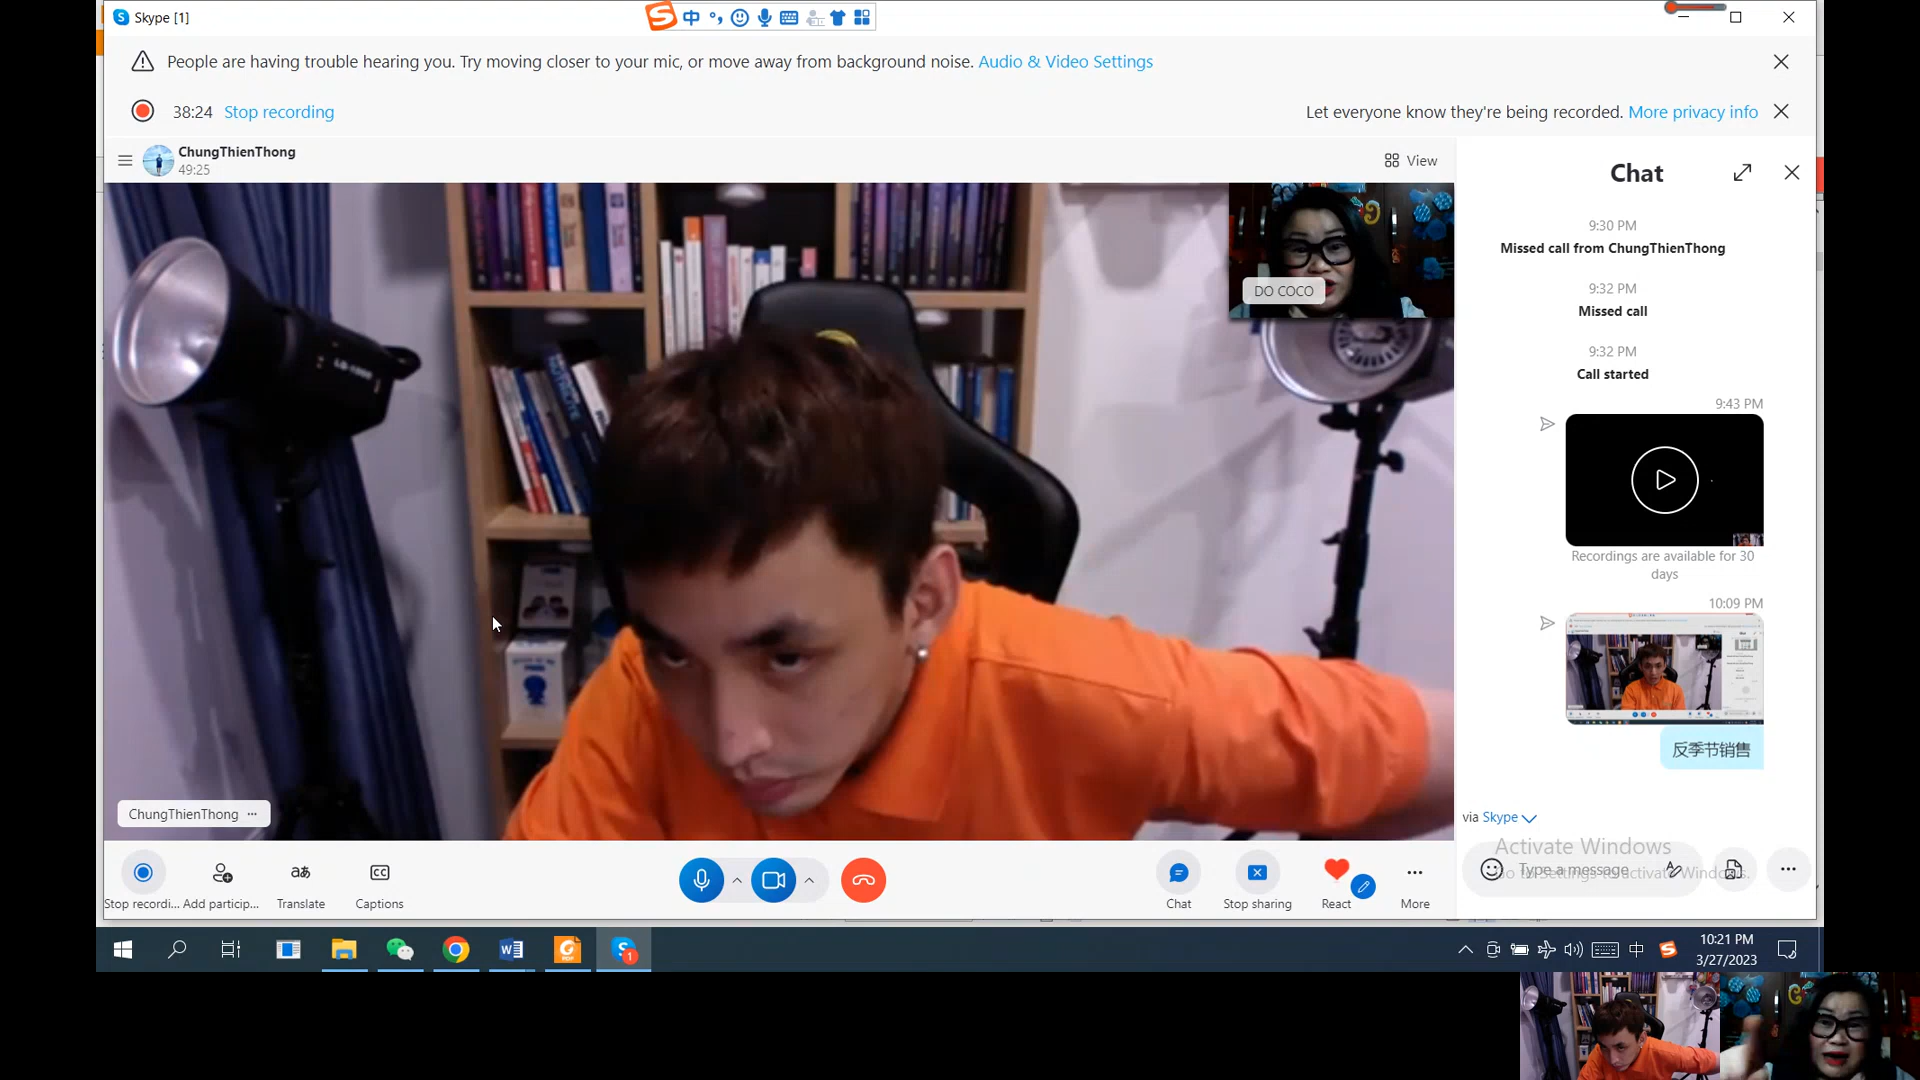 Skype [1]
中
People are having trouble hearing you. Try moving closer to your mic, or move away from background noise. Audio & Video Settings
38:24 Stop recording
Let everyone know they're being recorded. More privacy info
ChungThienThong
49:25
View
Chat
9:30 PM
Missed call from ChungThienThong
9:32 PM
Missed call
9:32 PM
Call started
9:43 PM
Recordings are available for 30
days
10:09 PM
反季节销售
DO COCO
ChungThienThong
via Skype
Activate Windows
Type a message
Stop recordi...
Add particip...
Translate
Captions
Chat
Stop sharing
React
More
中
10:21 PM
3/27/2023